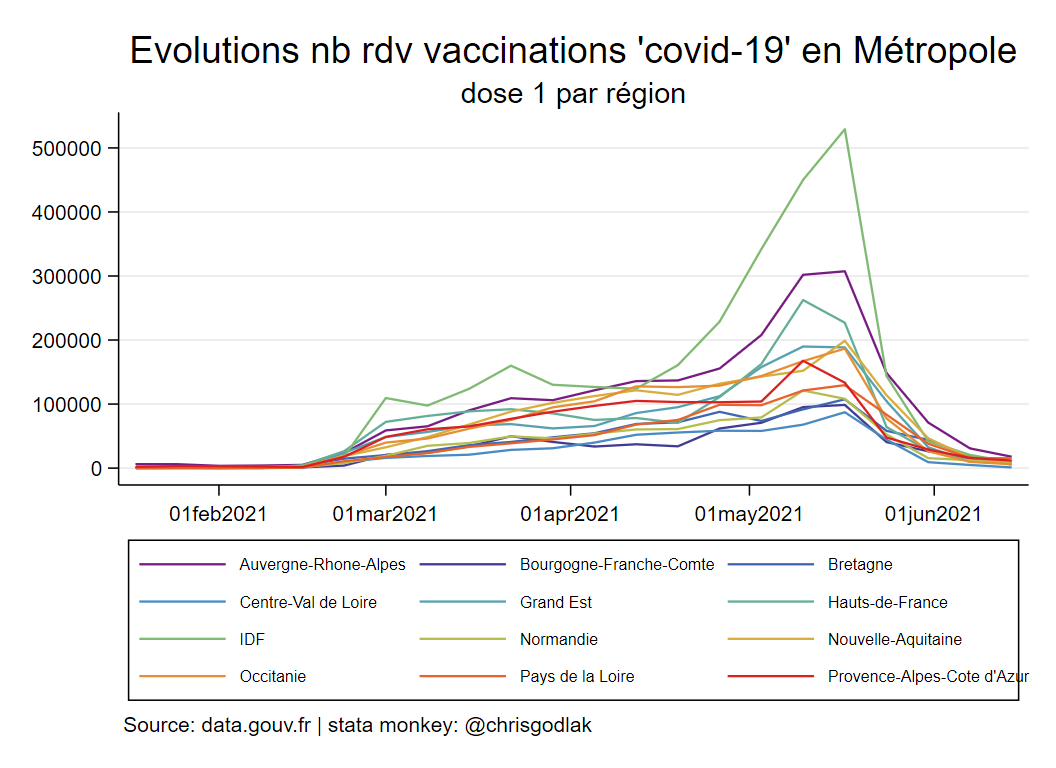 Evolutions nb rdv vaccinations 'covid-19' en Métropole
dose 1 par région
500000
400000
300000
200000
100000
0
01feb2021 01mar2021 01apr2021 01may2021 01jun2021
Auvergne-Rhone-Alpes Bourgogne-Franche-Comte Bretagne
Centre-Val de Loire Grand Est Hauts-de-France
IDF Normandie Nouvelle-Aquitaine
Occitanie Pays de la Loire Provence-Alpes-Cote d'Azur
Source: data.gouv.fr | stata monkey: @chrisgodlak